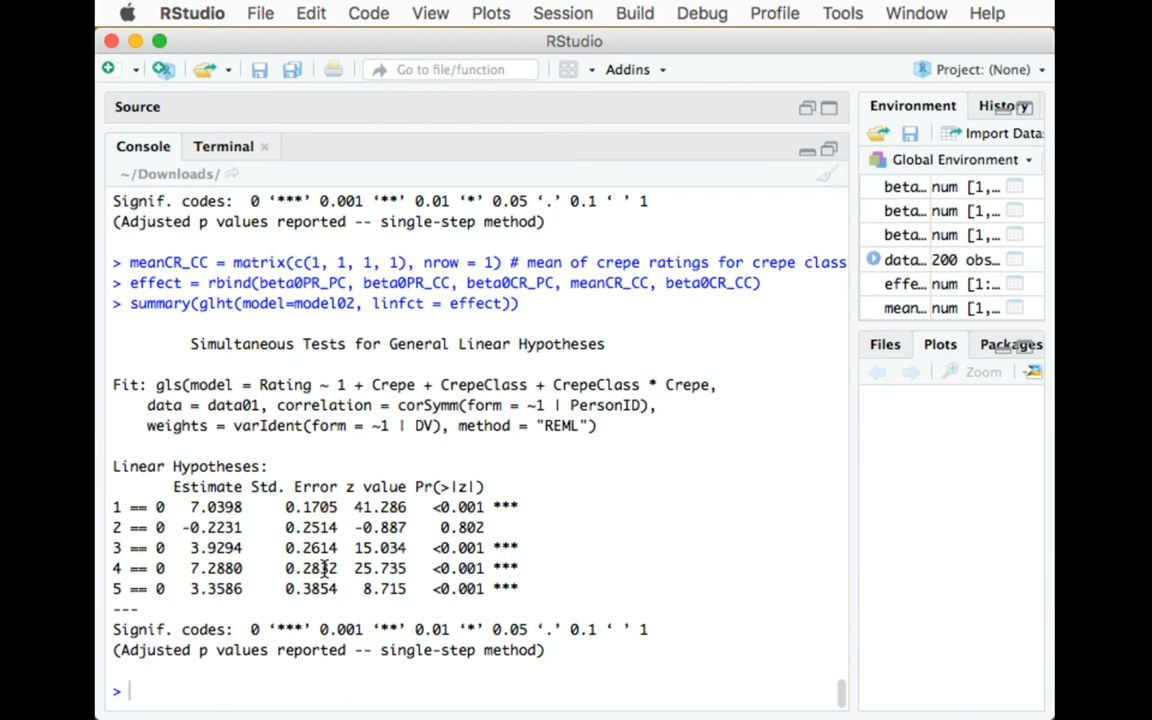 RStudio File Edit Code View Plots Session Build Debug Profile Tools Window Help
RStudio
Go to file/function Addins Project: (None)
Source
Console Terminal
~/Downloads/
Signif. codes:  0 ‘***’ 0.001 ‘**’ 0.01 ‘*’ 0.05 ‘.’ 0.1 ‘ ’ 1
(Adjusted p values reported -- single-step method)
> meanCR_CC = matrix(c(1, 1, 1, 1), nrow = 1) # mean of crepe ratings for crepe class
> effect = rbind(beta0PR_PC, beta0PR_CC, beta0CR_PC, meanCR_CC, beta0CR_CC)
> summary(glht(model=model02, linfct = effect))
Simultaneous Tests for General Linear Hypotheses
Fit: gls(model = Rating ~ 1 + Crepe + CrepeClass + CrepeClass * Crepe,
data = data01, correlation = corSymm(form = ~1 | PersonID),
weights = varIdent(form = ~1 | DV), method = "REML")
Linear Hypotheses:
Estimate Std. Error z value Pr(>|z|)
1 == 0 7.0398 0.1705 41.286 <0.001 ***
2 == 0 -0.2231 0.2514 -0.887 0.802
3 == 0 3.9294 0.2614 15.034 <0.001 ***
4 == 0 7.2880 0.2832 25.735 <0.001 ***
5 == 0 3.3586 0.3854 8.715 <0.001 ***
---
Signif. codes:  0 ‘***’ 0.001 ‘**’ 0.01 ‘*’ 0.05 ‘.’ 0.1 ‘ ’ 1
(Adjusted p values reported -- single-step method)
>
Environment History
Import Data
Global Environment
beta… num [1,…
beta… num [1,…
beta… num [1,…
data… 200 obs…
effe… num [1:…
mean… num [1,…
Files Plots Packages
Zoom